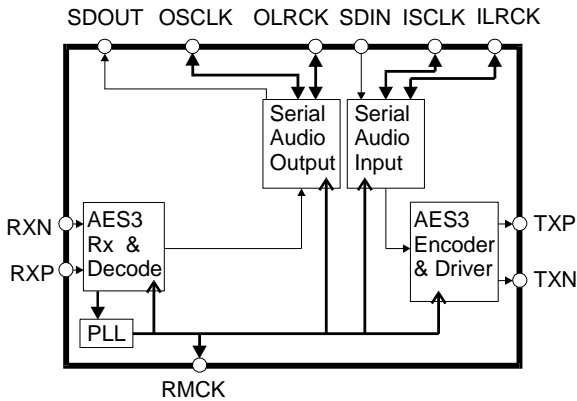 SDOUT OSCLK OLRCK SDIN ISCLK ILRCK
Serial
Audio
Output
Serial
Audio
Input
RXN
RXP
AES3
Rx &
Decode
AES3
Encoder
& Driver
TXP
TXN
PLL
RMCK